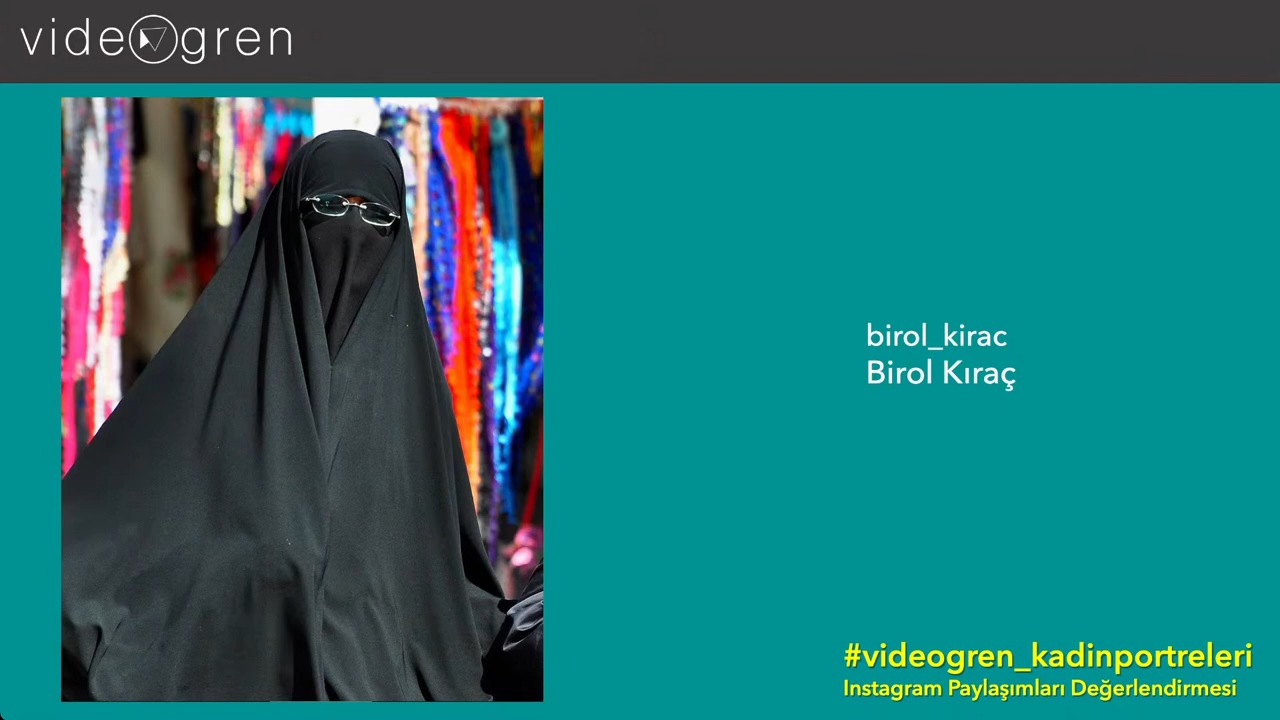 videogren
birol_kirac
Birol Kıraç
#videogren_kadinportreleri
Instagram Paylaşımları Değerlendirmesi